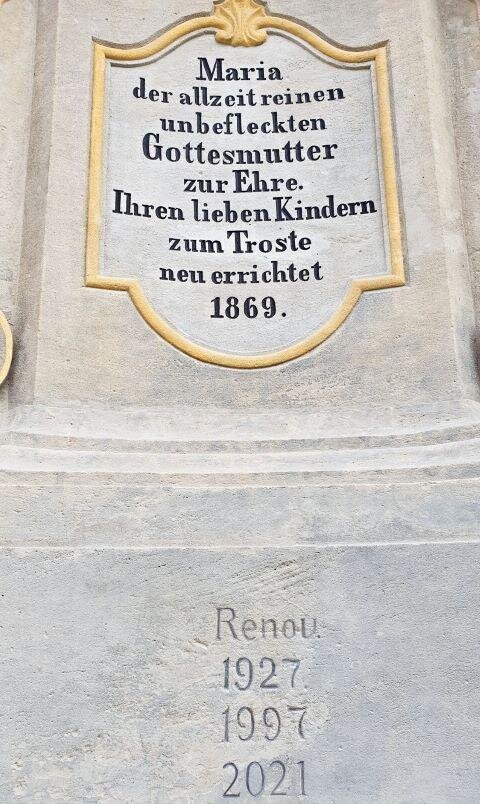 Maria
der allzeit reinen
unbefleckten
Gottesmutter
zur Ehre.
Ihren lieben Kindern
zum Troste
neu errichtet
1869.
Renov.
1927.
1997
2021